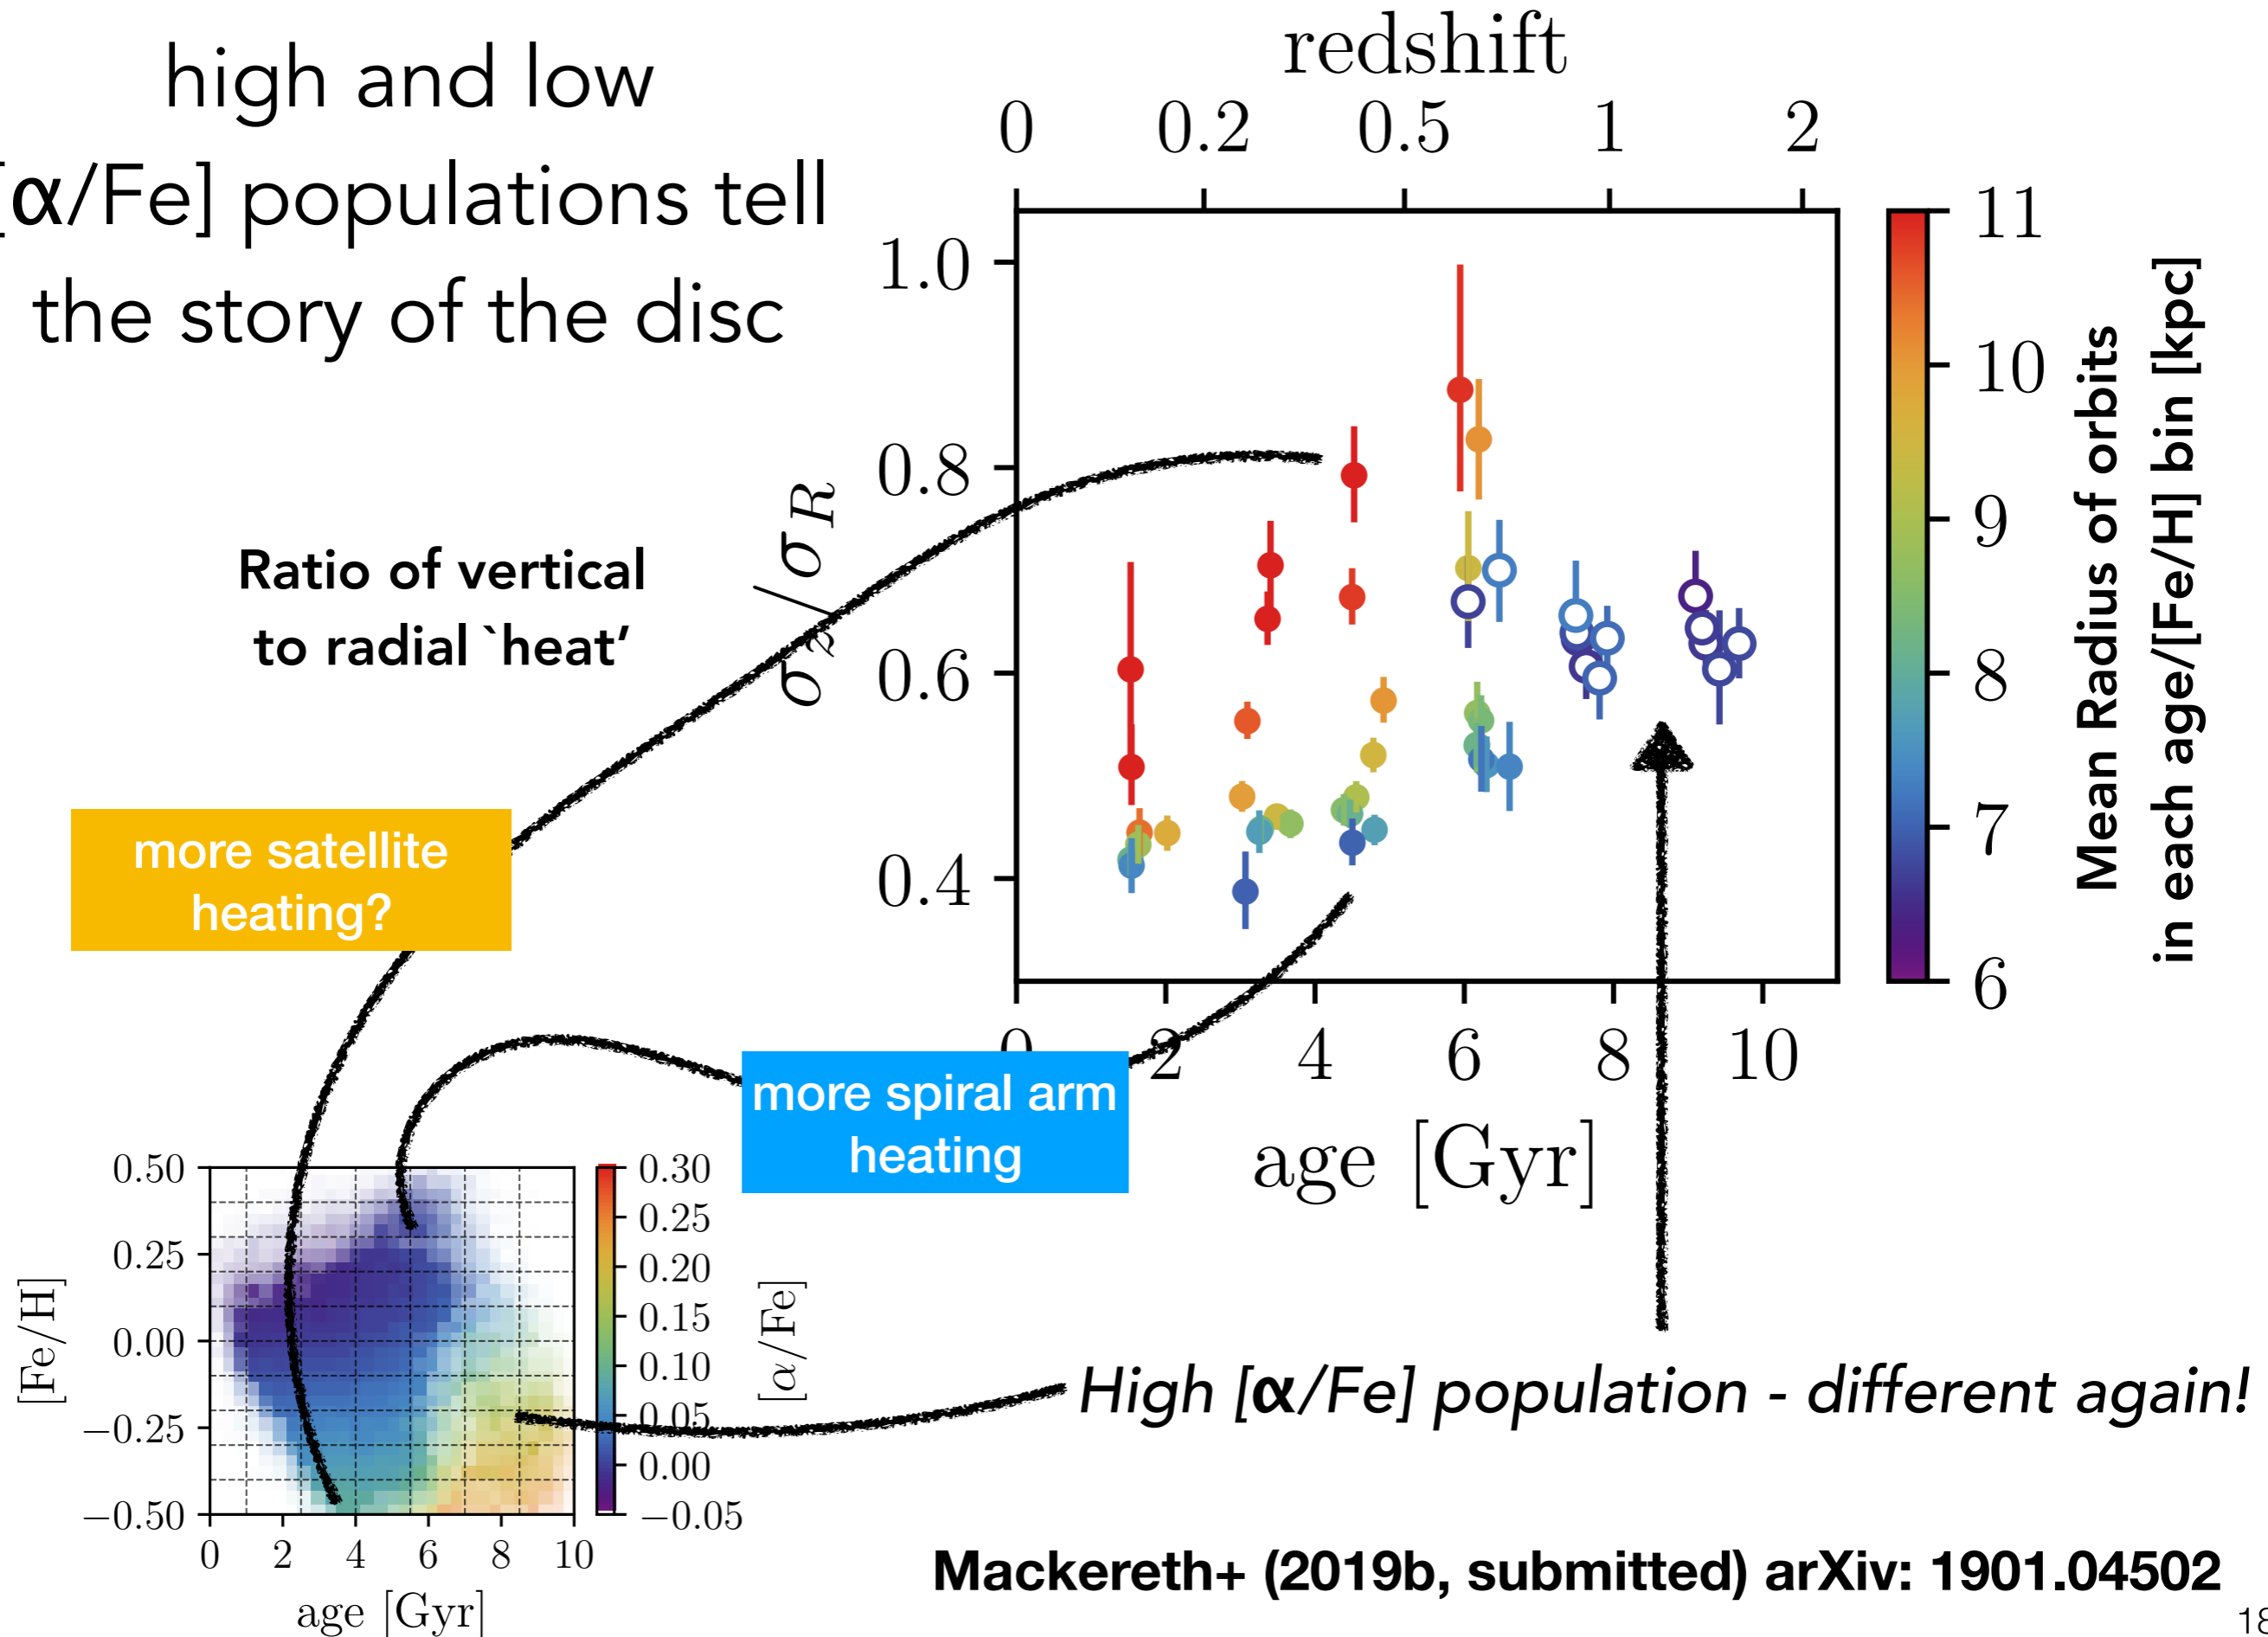 high and low
[α/Fe] populations tell
the story of the disc
redshift
0 0.2 0.5 1 2
1.0
0.8
0.6
0.4
σz/σR
0 2 4 6 8 10
age [Gyr]
11
10
9
8
7
6
Mean Radius of orbits
in each age/[Fe/H] bin [kpc]
Ratio of vertical
to radial `heat’
more satellite
heating?
more spiral arm
heating
0.50
0.25
0.00
−0.25
−0.50
[Fe/H]
0 2 4 6 8 10
age [Gyr]
0.30
0.25
0.20
0.15
0.10
0.05
0.00
−0.05
[α/Fe]
High [α/Fe] population - different again!
Mackereth+ (2019b, submitted) arXiv: 1901.04502
18